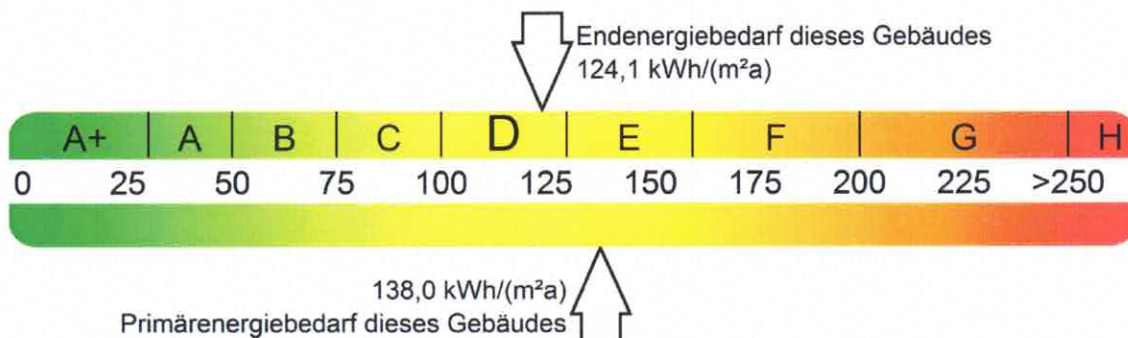 Endenergiebedarf dieses Gebäudes
124,1 kWh/(m²a)
A+ A B C D E F G H
0 25 50 75 100 125 150 175 200 225 >250
138,0 kWh/(m²a)
Primärenergiebedarf dieses Gebäudes